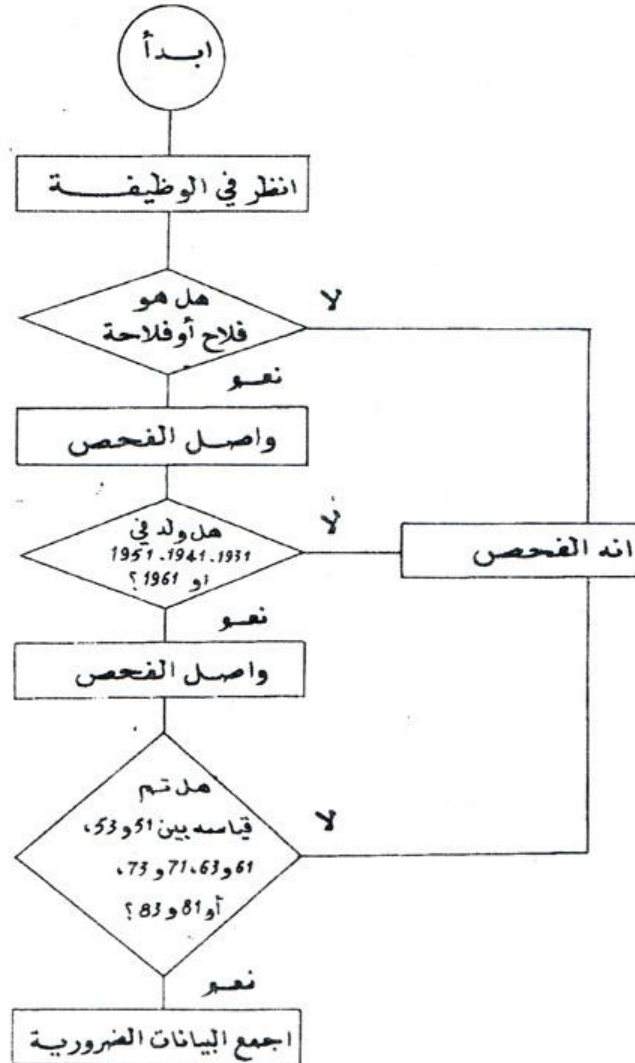 ابدأ
انظر في الوظيفة
هل هو
فلاح أو فلاحة
لا
نعم
واصل الفحص
هل ولد في
1931 ـ 1941 ـ 1951
أو 1961 ؟
لا
انه الفحص
نعم
واصل الفحص
هل تم
قياسه بين 51 و 53،
61 و 63، 71 و 73،
أو 81 و 83 ؟
لا
نعم
اجمع البيانات الضرورية